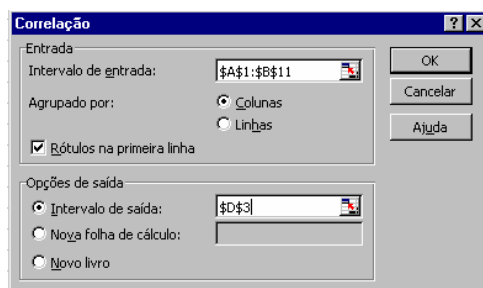 Correlação
Entrada
Intervalo de entrada: $A$1:$B$11
Agrupado por: Colunas
Linhas
Rótulos na primeira linha
Opções de saída
Intervalo de saída: $D$3
Nova folha de cálculo:
Novo livro
OK
Cancelar
Ajuda